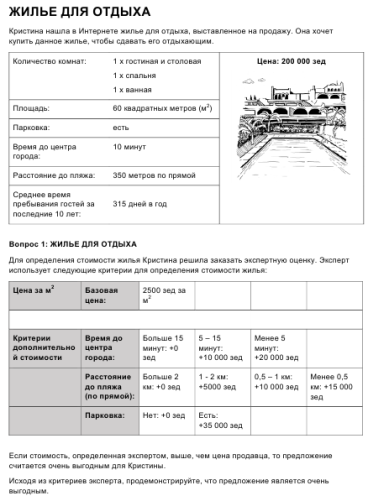 ЖИЛЬЕ ДЛЯ ОТДЫХА
Кристина нашла в Интернете жилье для отдыха, выставленное на продажу. Она хочет
купить данное жилье, чтобы сдавать его отдыхающим.
Количество комнат:
1 x гостиная и столовая
1 x спальня
1 x ванная
Цена: 200 000 зед
Площадь:
60 квадратных метров (м²)
Парковка:
есть
Время до центра
города:
10 минут
Расстояние до пляжа:
350 метров по прямой
Среднее время
пребывания гостей за
последние 10 лет:
315 дней в год
Вопрос 1: ЖИЛЬЕ ДЛЯ ОТДЫХА
Для определения стоимости жилья Кристина решила заказать экспертную оценку. Эксперт
использует следующие критерии для определения стоимости жилья:
Цена за м²
Базовая
цена:
2500 зед за
м²
Критерии
дополнительно
й стоимости
Время до
центра
города:
Больше 15
минут: +0
зед
5 – 15
минут:
+10 000 зед
Менее 5
минут:
+20 000 зед
Расстояние
до пляжа
(по прямой):
Больше 2
км: +0 зед
1 - 2 км:
+5000 зед
0,5 – 1 км:
+10 000 зед
Менее 0,5
км: +15 000
зед
Парковка:
Нет: +0 зед
Есть:
+35 000 зед
Если стоимость, определенная экспертом, выше, чем цена продавца, то предложение
считается очень выгодным для Кристины.
Исходя из критериев эксперта, продемонстрируйте, что предложение является очень
выгодным.